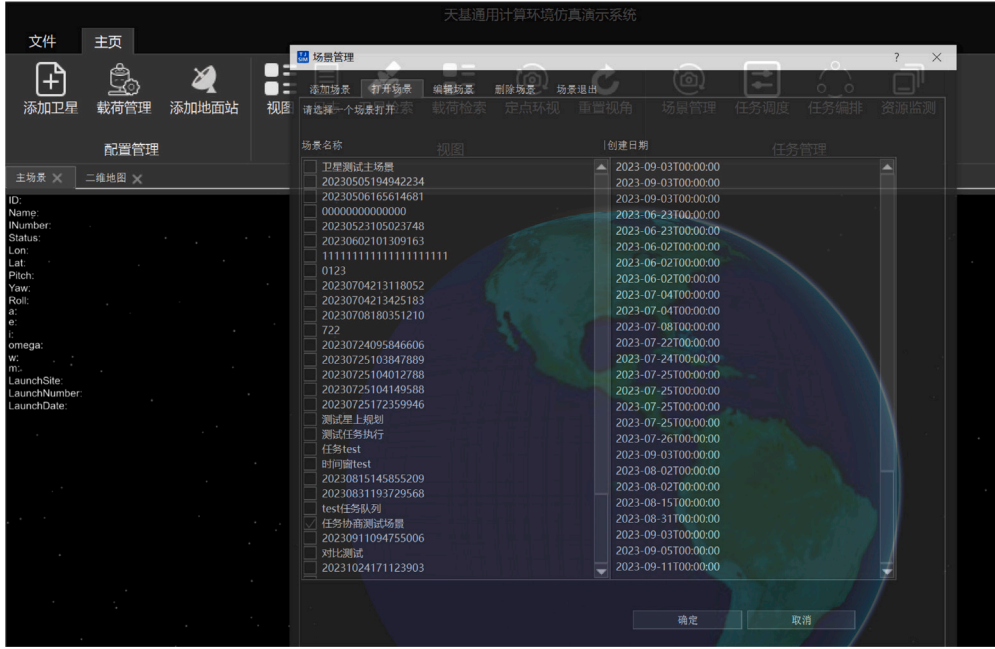 天基通用计算环境仿真演示系统
文件 主页
添加卫星 载荷管理 添加地面站 视图 检索 载荷检索 定点环视 重置视角 场景管理 任务调度 任务编排 资源监测
配置管理 视图 任务管理
主场景 二维地图
ID:
Name:
INumber:
Status:
Lon:
Lat:
Pitch:
Yaw:
Roll:
a:
e:
i:
omega:
w:
m:
LaunchSite:
LaunchNumber:
LaunchDate:
TJ
SIM
场景管理
添加场景 打开场景 编辑场景 删除场景 场景退出
请选择一个场景打开
场景名称 创建日期
卫星测试主场景
20230505194942234
20230506165614681
00000000000000
20230523105023748
20230602101309163
1111111111111111111111
0123
20230704213118052
20230704213425183
20230708180351210
722
20230724095846606
20230725103847889
20230725104012788
20230725104149588
20230725172359946
测试星上规划
测试任务执行
任务test
时间窗test
20230815145855209
20230831193729568
test任务队列
任务协商测试场景
20230911094755006
对比测试
20231024171123903
2023-09-03T00:00:00
2023-09-03T00:00:00
2023-09-03T00:00:00
2023-06-23T00:00:00
2023-06-23T00:00:00
2023-06-02T00:00:00
2023-06-02T00:00:00
2023-06-02T00:00:00
2023-07-04T00:00:00
2023-07-04T00:00:00
2023-07-08T00:00:00
2023-07-22T00:00:00
2023-07-24T00:00:00
2023-07-25T00:00:00
2023-07-25T00:00:00
2023-07-25T00:00:00
2023-07-25T00:00:00
2023-07-26T00:00:00
2023-09-03T00:00:00
2023-08-02T00:00:00
2023-08-02T00:00:00
2023-08-15T00:00:00
2023-08-31T00:00:00
2023-09-03T00:00:00
2023-09-05T00:00:00
2023-09-11T00:00:00
确定 取消